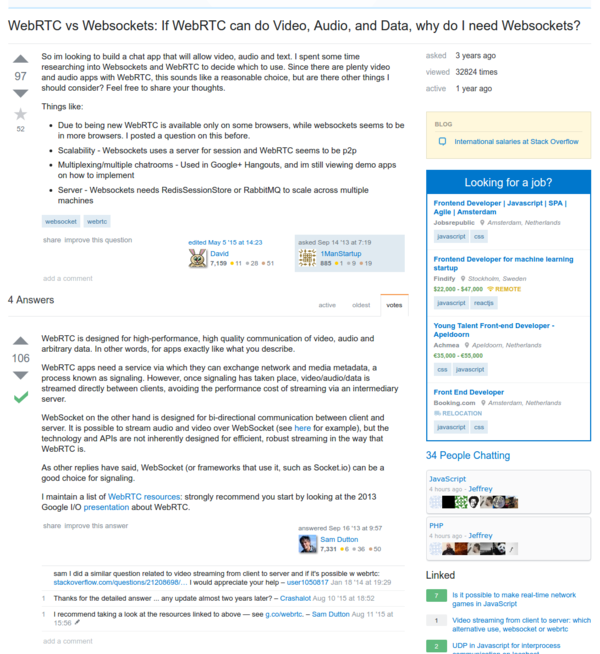 WebRTC vs Websockets: If WebRTC can do Video, Audio, and Data, why do I need Websockets?
97
52
So im looking to build a chat app that will allow video, audio and text. I spent some time
researching into Websockets and WebRTC to decide which to use. Since there are plenty video
and audio apps with WebRTC, this sounds like a reasonable choice, but are there other things I
should consider? Feel free to share your thoughts.
Things like:
• Due to being new WebRTC is available only on some browsers, while websockets seems to be
in more browsers. I posted a question on this before.
• Scalability - Websockets uses a server for session and WebRTC seems to be p2p
• Multiplexing/multiple chatrooms - Used in Google+ Hangouts, and im still viewing demo apps
on how to implement
• Server - Websockets needs RedisSessionStore or RabbitMQ to scale across multiple
machines
websocket webrtc
share improve this question
edited May 5 '15 at 14:23
David
7,159 11 28 51
asked Sep 14 '13 at 7:19
1ManStartup
885 1 9 19
add a comment
4 Answers
active oldest votes
106
WebRTC is designed for high-performance, high quality communication of video, audio and
arbitrary data. In other words, for apps exactly like what you describe.
WebRTC apps need a service via which they can exchange network and media metadata, a
process known as signaling. However, once signaling has taken place, video/audio/data is
streamed directly between clients, avoiding the performance cost of streaming via an intermediary
server.
WebSocket on the other hand is designed for bi-directional communication between client and
server. It is possible to stream audio and video over WebSocket (see here for example), but the
technology and APIs are not inherently designed for efficient, robust streaming in the way that
WebRTC is.
As other replies have said, WebSocket (or frameworks that use it, such as Socket.io) can be a
good choice for signaling.
I maintain a list of WebRTC resources: strongly recommend you start by looking at the 2013
Google I/O presentation about WebRTC.
share improve this answer
answered Sep 16 '13 at 9:57
Sam Dutton
7,331 6 36 50
sam I did a similar question related to video streaming from client to server and if it's possible w webrtc:
stackoverflow.com/questions/21208698/... I would appreciate your help – user1050817 Jan 18 '14 at 19:29
1 Thanks for the detailed answer ... any update almost two years later? – Crashalot Aug 10 '15 at 18:52
1 I recommend taking a look at the resources linked to above — see g.co/webrtc. – Sam Dutton Aug 11 '15 at
15:56
add a comment
asked 3 years ago
viewed 32824 times
active 1 year ago
BLOG
International salaries at Stack Overflow
Looking for a job?
Frontend Developer | Javascript | SPA |
Agile | Amsterdam
Jobsrepublic Amsterdam, Netherlands
javascript css
Frontend Developer for machine learning
startup
Findify Stockholm, Sweden
$22,000 - $47,000 REMOTE
javascript reactjs
Young Talent Front-end Developer -
Apeldoorn
Achmea Apeldoorn, Netherlands
€35,000 - €55,000
css javascript
Front End Developer
Booking.com Amsterdam, Netherlands
RELOCATION
javascript css
34 People Chatting
JavaScript
4 hours ago - Jeffrey
PHP
4 hours ago - Jeffrey
Linked
7 Is it possible to make real-time network
games in JavaScript
1 Video streaming from client to server: which
alternative use, websocket or webrtc
2 UDP in Javascript for interprocess